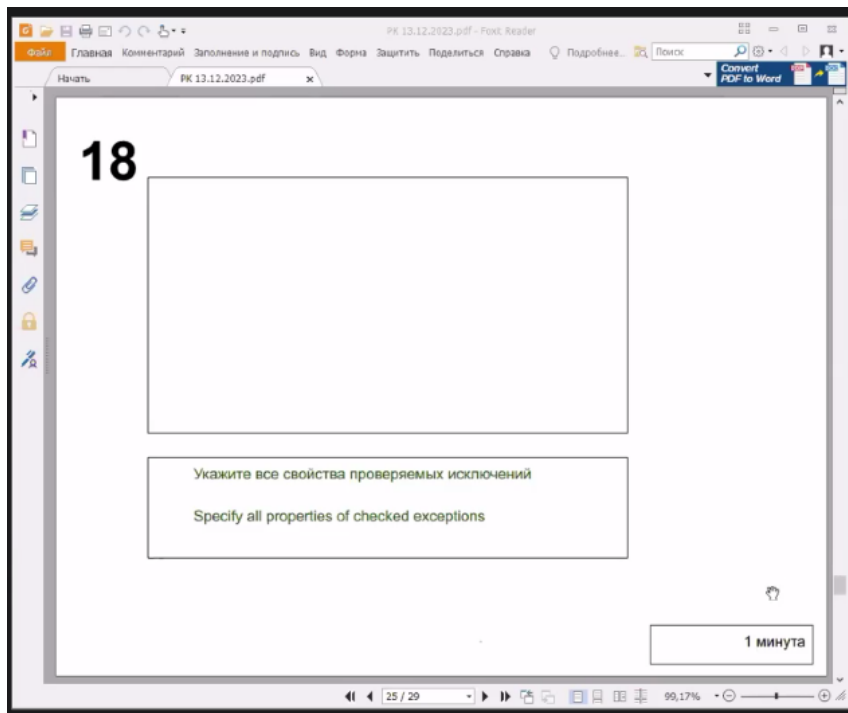 PK 13.12.2023.pdf - Foxit Reader
Файл Главная Комментарий Заполнение и подпись Вид Форма Защитить Поделиться Справка Подробнее... Поиск
Начать PK 13.12.2023.pdf
Convert
PDF to Word
18
Укажите все свойства проверяемых исключений
Specify all properties of checked exceptions
1 минута
25 / 29 99,17%